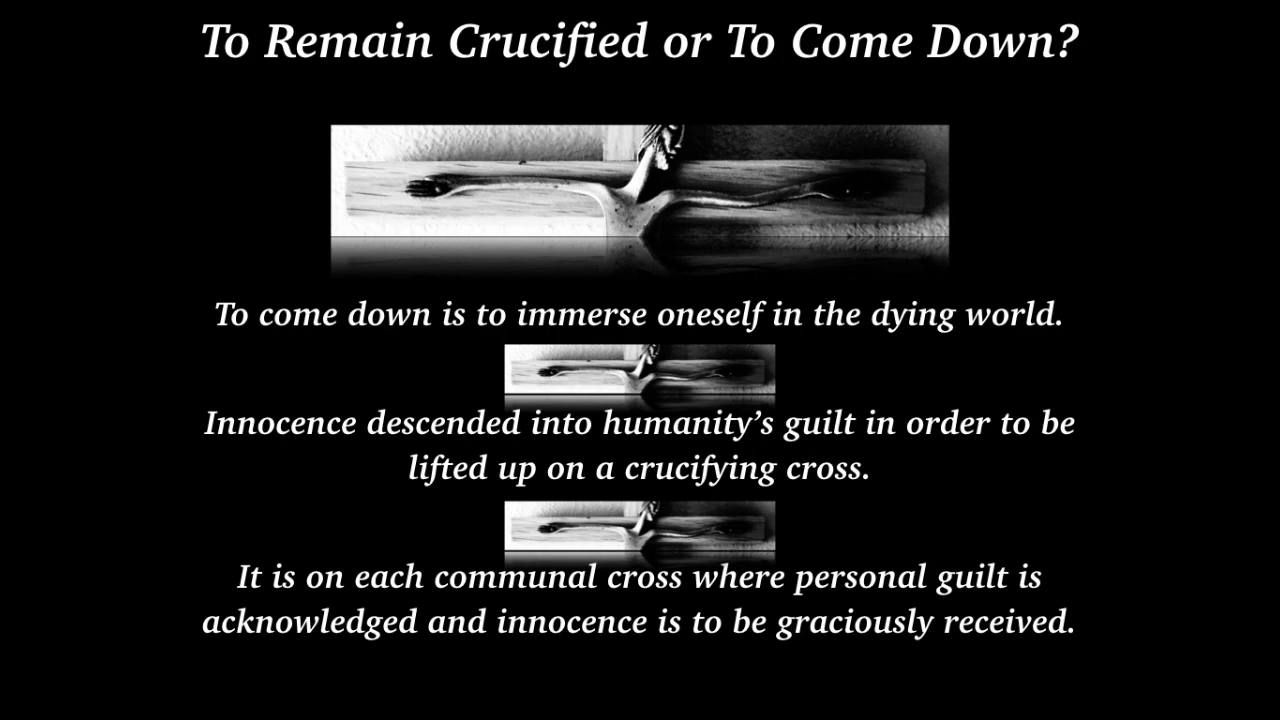 To Remain Crucified or To Come Down?
To come down is to immerse oneself in the dying world.
Innocence descended into humanity’s guilt in order to be
lifted up on a crucifying cross.
It is on each communal cross where personal guilt is
acknowledged and innocence is to be graciously received.